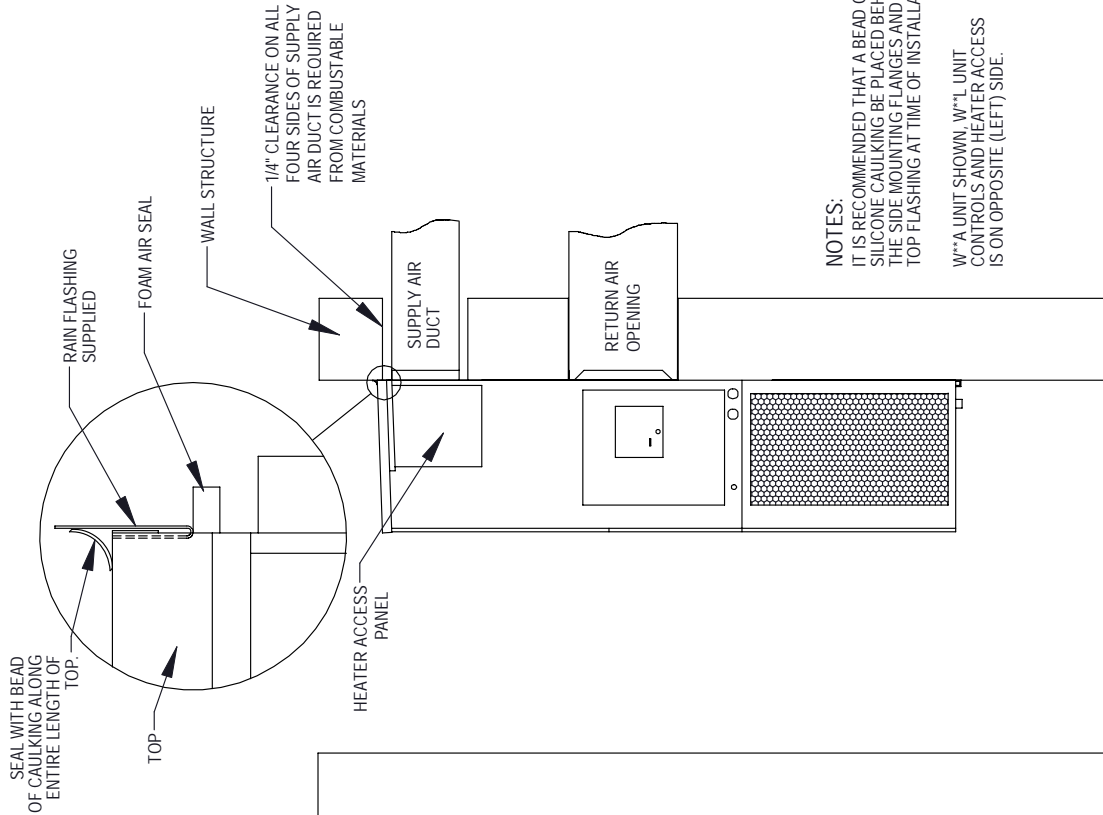 SEAL WITH BEAD
OF CAULKING ALONG
ENTIRE LENGTH OF
TOP.
RAIN FLASHING
SUPPLIED
FOAM AIR SEAL
WALL STRUCTURE
1/4" CLEARANCE ON ALL
FOUR SIDES OF SUPPLY
AIR DUCT IS REQUIRED
FROM COMBUSTABLE
MATERIALS
TOP
HEATER ACCESS
PANEL
SUPPLY AIR
DUCT
RETURN AIR
OPENING
NOTES:
IT IS RECOMMENDED THAT A BEAD
SILICONE CAULKING BE PLACED
THE SIDE MOUNTING FLANGES AND
TOP FLASHING AT TIME OF
W**A UNIT SHOWN, W**L UNIT
CONTROLS AND HEATER ACCESS
IS ON OPPOSITE (LEFT) SIDE.